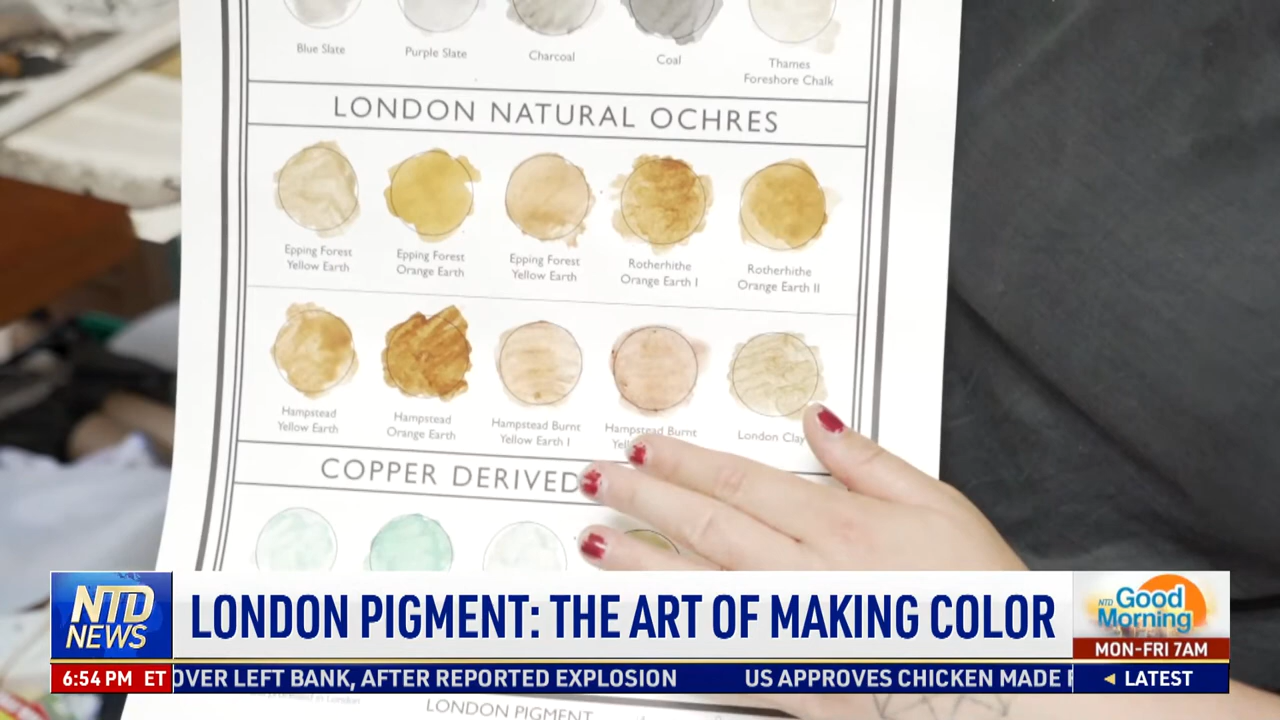 Blue Slate
Purple Slate
Charcoal
Coal
Thames
Foreshore Chalk
LONDON NATURAL OCHRES
Epping Forest
Yellow Earth
Epping Forest
Orange Earth
Epping Forest
Yellow Earth
Rotherhithe
Orange Earth I
Rotherhithe
Orange Earth II
Hampstead
Yellow Earth
Hampstead
Orange Earth
Hampstead Burnt
Yellow Earth I
Hampstead Burnt
London Clay
COPPER DERIVED
NTD
NEWS
LONDON PIGMENT: THE ART OF MAKING COLOR
NTD
Good
Morning
MON-FRI 7AM
6:54 PM ET
OVER LEFT BANK, AFTER REPORTED EXPLOSION
US APPROVES CHICKEN MADE
LATEST
LONDON PIGMENT